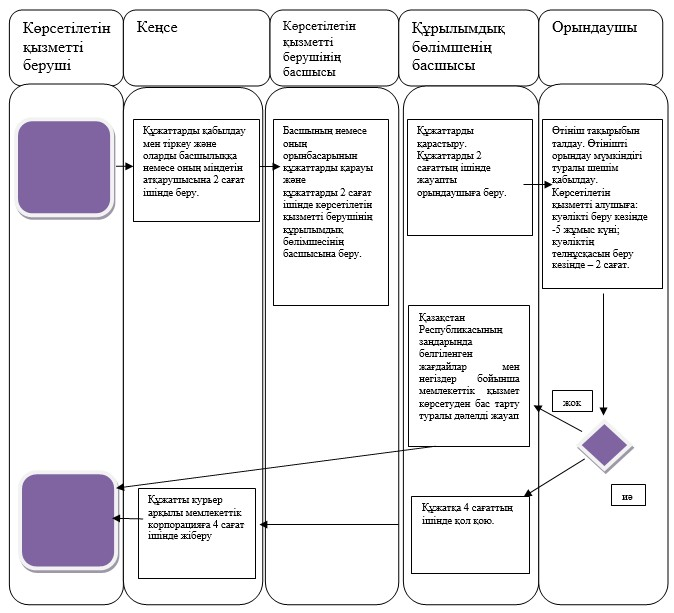 Көрсетілетін
қызметті
беруші
Кеңсе
Көрсетілетін
қызметті
берушінің
басшысы
Құрылымдық
бөлімшенің
басшысы
Орындаушы
Құжаттарды қабылдау
мен тіркеу және
оларды басшылыққа
немесе оның міндетін
атқарушысына 2 сағат
ішінде беру.
Басшының немесе
оның
орынбасарынын
құжаттарды қарауы
және
құжаттарды 2 сағат
ішінде көрсетілетін
қызметті берушінің
құрылымдық
бөлімшесінің
басшысына беру.
Құжаттарды
қарастыру.
Құжаттарды 2
сағаттың ішінде
жауапты
орындаушыға беру.
Өтініш тақырыбын
талдау. Өтінішті
орындау мүмкіндігі
туралы шешім
қабылдау.
Көрсетілетін
қызметті алушыға:
куәлікті беру кезінде
-5 жұмыс күні;
куәліктің
телнұсқасын беру
кезінде – 2 сағат.
Қазақстан
Республикасының
заңдарында
белгіленген
жағдайлар мен
негіздер бойынша
мемлекеттік қызмет
көрсетуден бас тарту
туралы дәлелді жауап
жок
иә
Құжатты курьер
арқылы мемлекеттік
корпорацияға 4 сағат
ішінде жіберу
Құжатқа 4 сағаттың
ішінде қол қою.